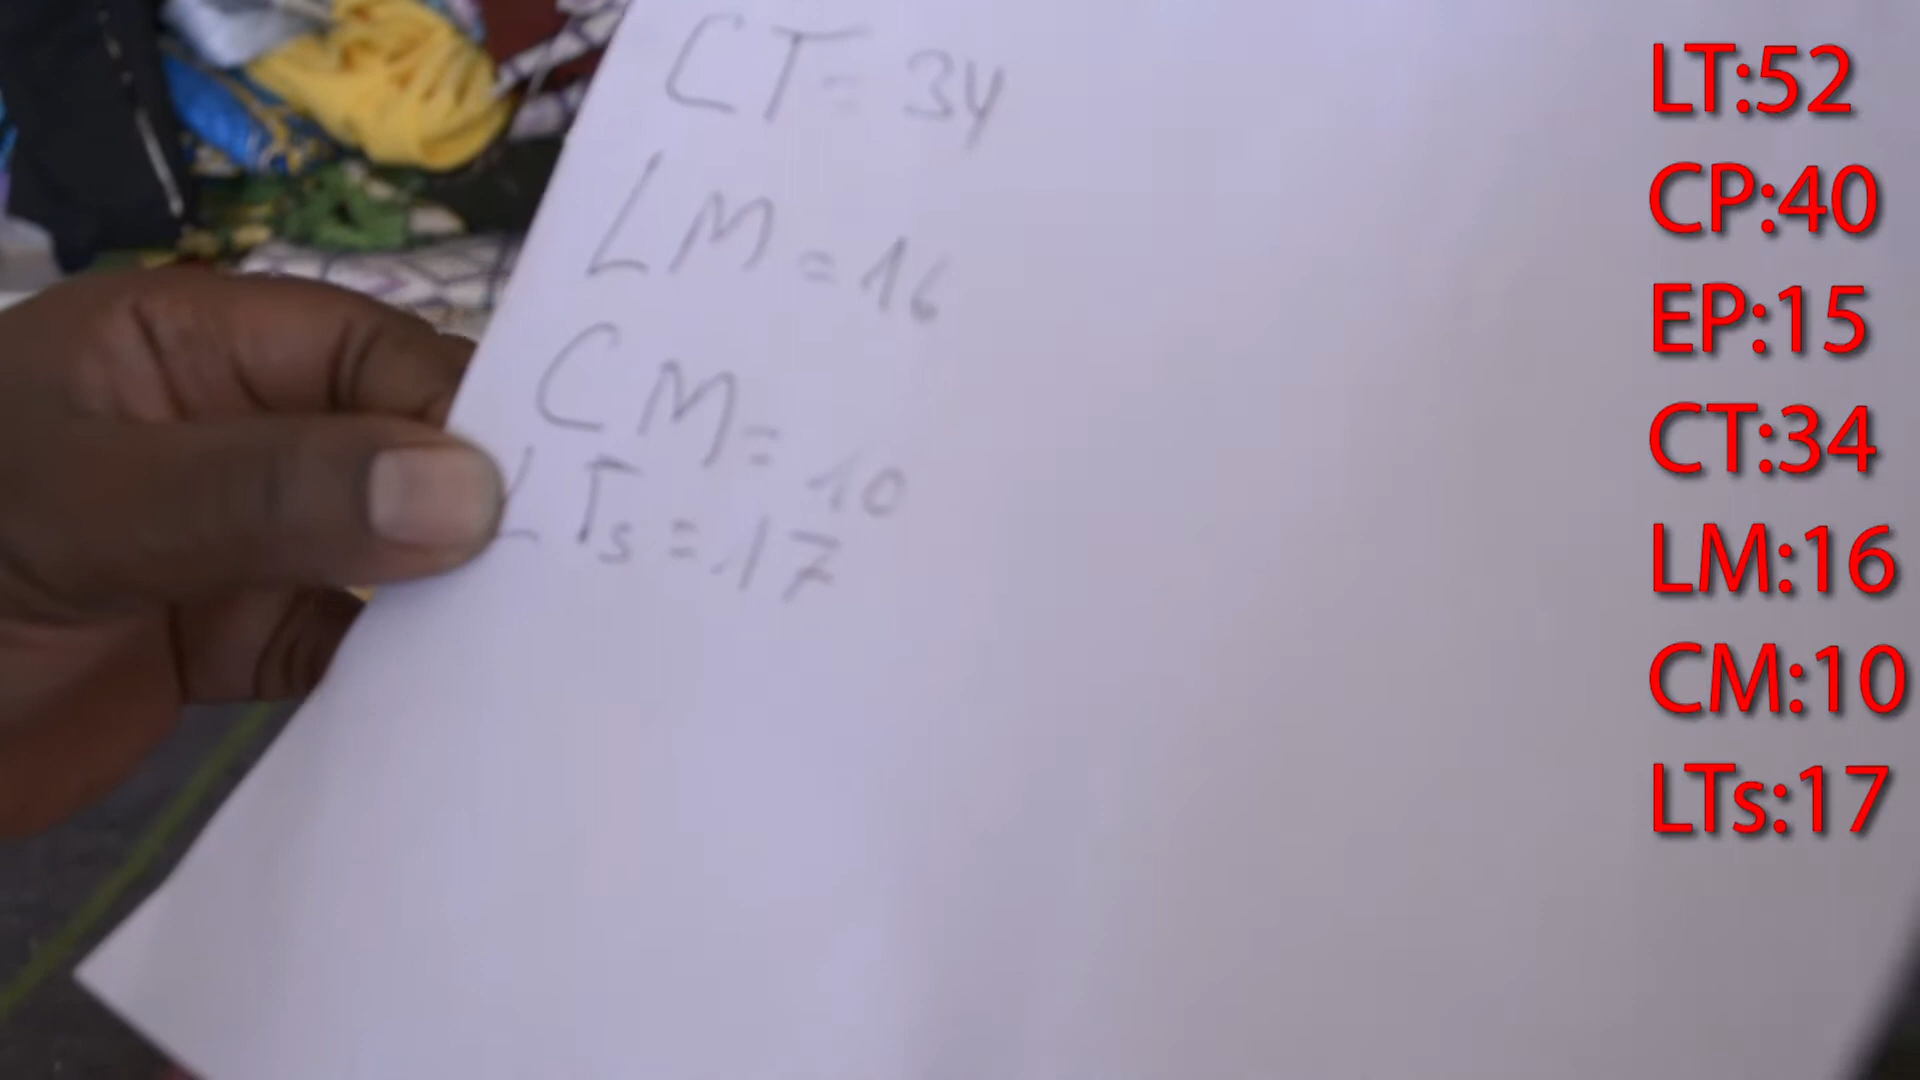 CT = 34
LM = 16
CM = 10
LTs = 17
LT:52
CP:40
EP:15
CT:34
LM:16
CM:10
LTs:17